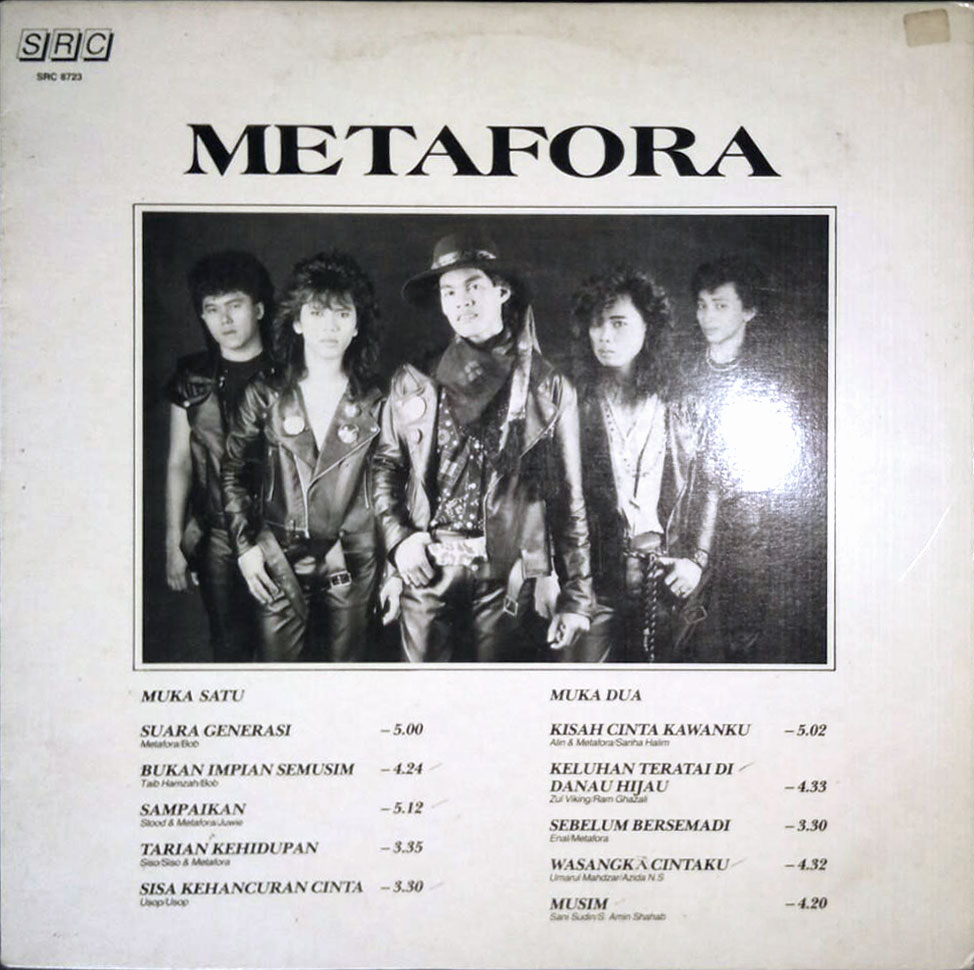 SRC
SRC 8723
METAFORA
MUKA SATU
SUARA GENERASI –5.00
Metafora/Bob
BUKAN IMPIAN SEMUSIM –4.24
Taib Hamzah/Bob
SAMPAIKAN –5.12
Stood & Metafora/Juwie
TARIAN KEHIDUPAN –3.35
Siso/Siso & Metafora
SISA KEHANCURAN CINTA –3.30
Usop/Usop
MUKA DUA
KISAH CINTA KAWANKU –5.02
Alin & Metafora/Sariha Halim
KELUHAN TERATAI DI
DANAU HIJAU –4.33
Zul Viking/Ram Ghazali
SEBELUM BERSEMADI –3.30
Enal/Metafora
WASANGKA CINTAKU –4.32
Umarul Mahdzar/Azida N.S
MUSIM –4.20
Sani Sudin/S. Amin Shahab